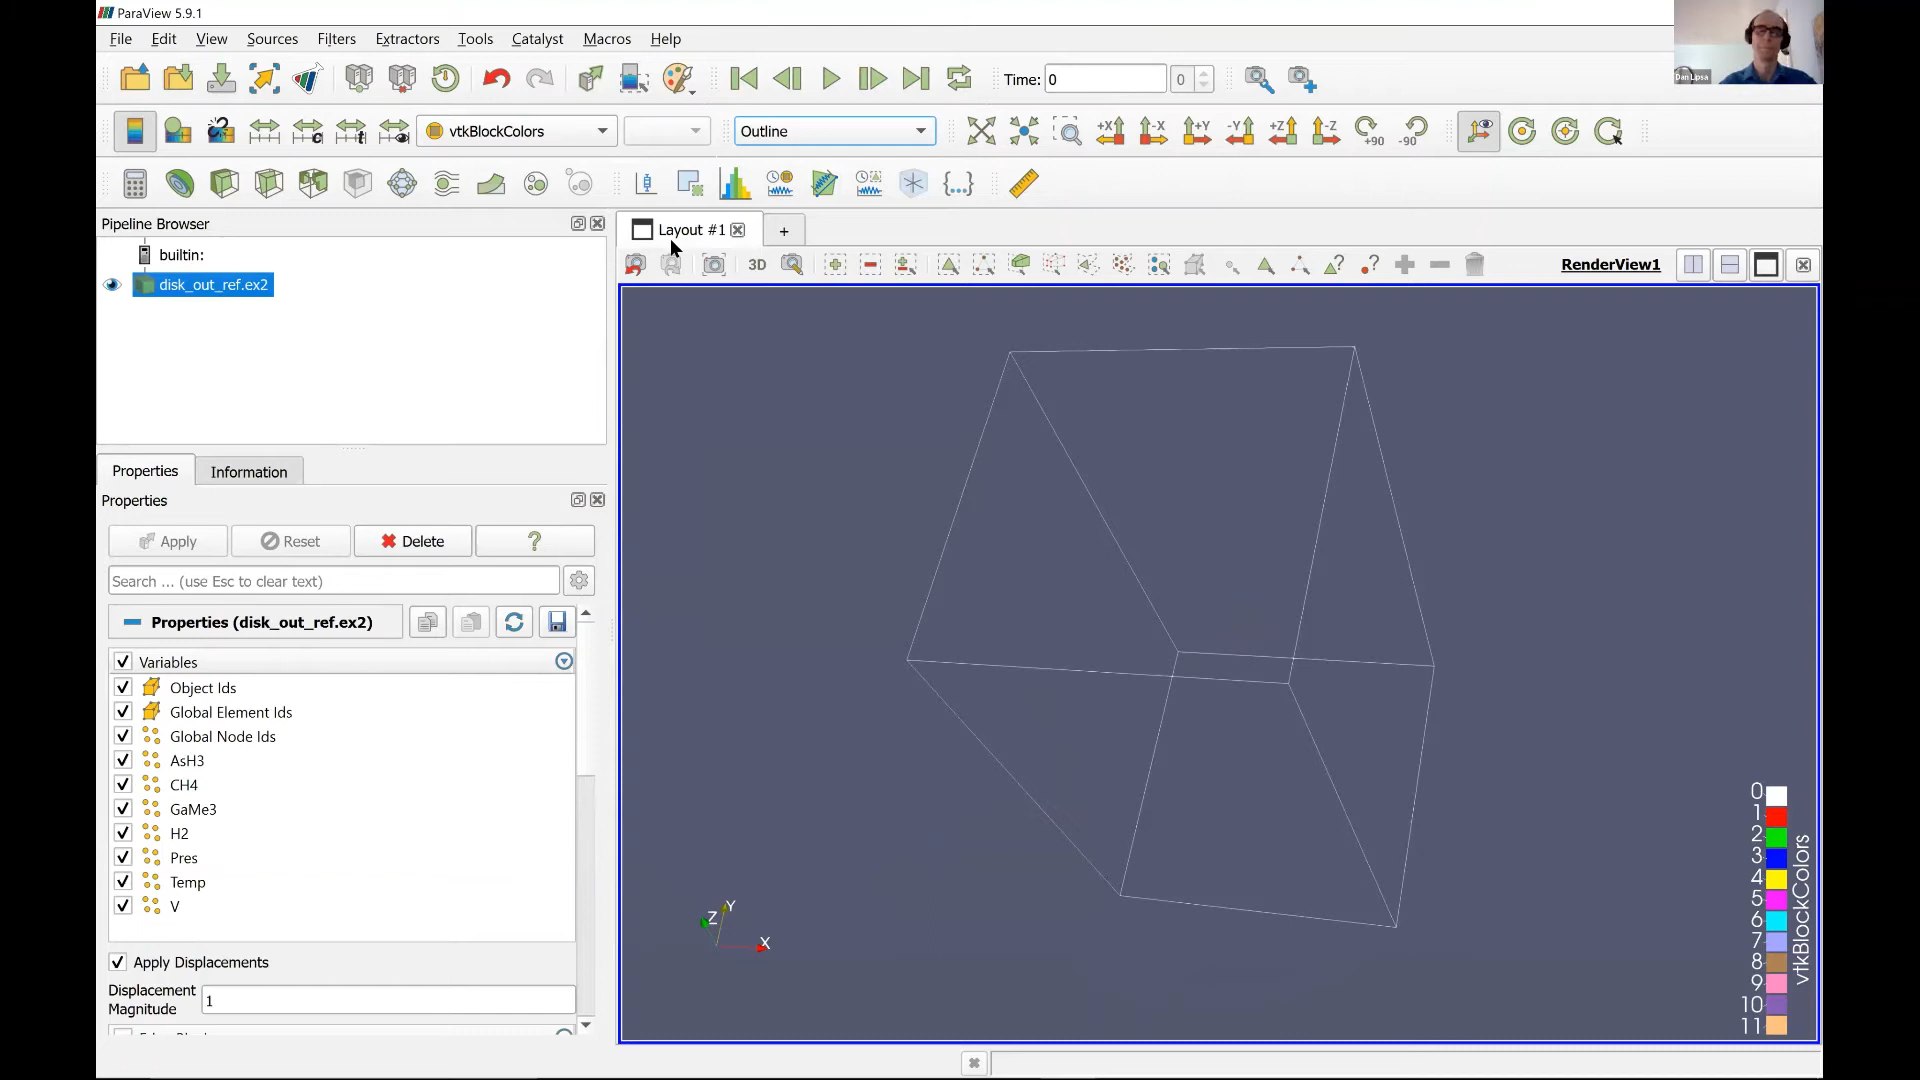 ParaView 5.9.1
File Edit View Sources Filters Extractors Tools Catalyst Macros Help
Time: 0 0
Dan Lipsa
vtkBlockColors Outline +X -X +Y -Y +Z -Z +90 -90
Pipeline Browser
builtin:
disk_out_ref.ex2
Layout #1 +
3D RenderView1
Properties Information
Properties
Apply Reset Delete ?
Search ... (use Esc to clear text)
Properties (disk_out_ref.ex2)
Variables
Object Ids
Global Element Ids
Global Node Ids
AsH3
CH4
GaMe3
H2
Pres
Temp
V
Apply Displacements
Displacement
Magnitude 1
Z Y
X
0
1
2
3
4
5
6
7
8
9
10
11
vtkBlockColors